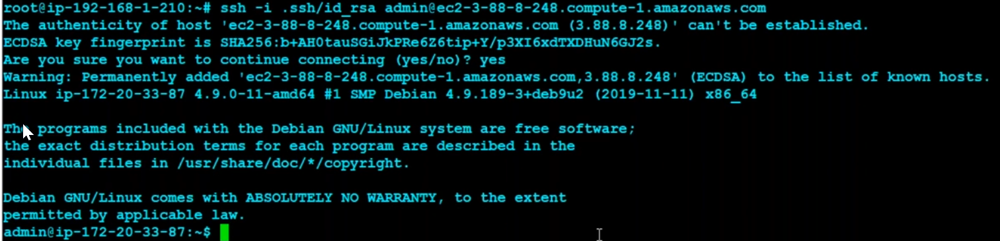 root@ip-192-168-1-210:~# ssh -i .ssh/id_rsa admin@ec2-3-88-8-248.compute-1.amazonaws.com
The authenticity of host 'ec2-3-88-8-248.compute-1.amazonaws.com (3.88.8.248)' can't be established.
ECDSA key fingerprint is SHA256:b+AH0tauSGiJkPRe6Z6tip+Y/p3XI6xdTXDHuN6GJ2s.
Are you sure you want to continue connecting (yes/no)? yes
Warning: Permanently added 'ec2-3-88-8-248.compute-1.amazonaws.com,3.88.8.248' (ECDSA) to the list of known hosts.
Linux ip-172-20-33-87 4.9.0-11-amd64 #1 SMP Debian 4.9.189-3+deb9u2 (2019-11-11) x86_64
The programs included with the Debian GNU/Linux system are free software;
the exact distribution terms for each program are described in the
individual files in /usr/share/doc/*/copyright.
Debian GNU/Linux comes with ABSOLUTELY NO WARRANTY, to the extent
permitted by applicable law.
admin@ip-172-20-33-87:~$